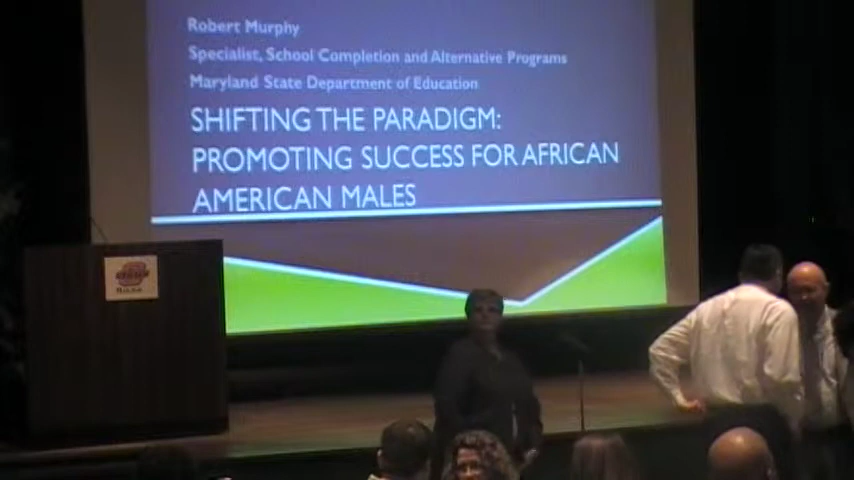 Robert Murphy
Specialist, School Completion and Alternative Programs
Maryland State Department of Education
SHIFTING THE PARADIGM:
PROMOTING SUCCESS FOR AFRICAN
AMERICAN MALES